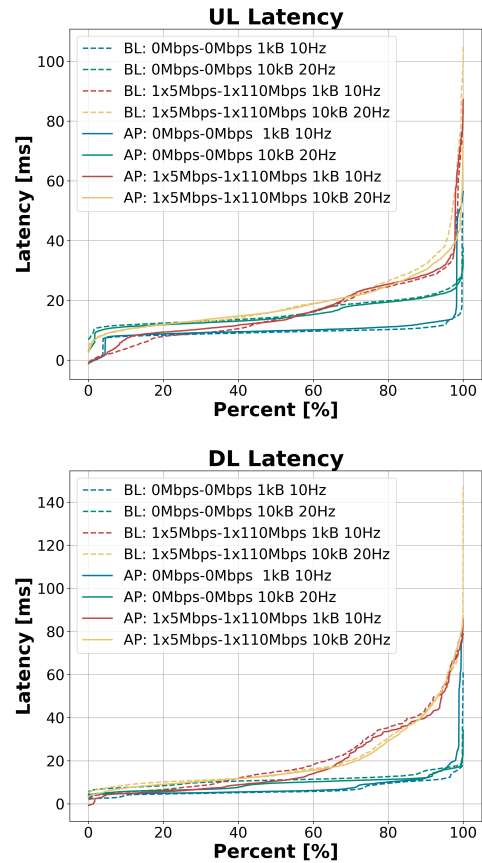 UL Latency
BL: 0Mbps-0Mbps 1kB 10Hz
BL: 0Mbps-0Mbps 10kB 20Hz
BL: 1x5Mbps-1x110Mbps 1kB 10Hz
BL: 1x5Mbps-1x110Mbps 10kB 20Hz
AP: 0Mbps-0Mbps  1kB 10Hz
AP: 0Mbps-0Mbps 10kB 20Hz
AP: 1x5Mbps-1x110Mbps 1kB 10Hz
AP: 1x5Mbps-1x110Mbps 10kB 20Hz
100
80
60
40
20
0
Latency [ms]
0 20 40 60 80 100
Percent [%]
DL Latency
BL: 0Mbps-0Mbps 1kB 10Hz
BL: 0Mbps-0Mbps 10kB 20Hz
BL: 1x5Mbps-1x110Mbps 1kB 10Hz
BL: 1x5Mbps-1x110Mbps 10kB 20Hz
AP: 0Mbps-0Mbps  1kB 10Hz
AP: 0Mbps-0Mbps 10kB 20Hz
AP: 1x5Mbps-1x110Mbps 1kB 10Hz
AP: 1x5Mbps-1x110Mbps 10kB 20Hz
140
120
100
80
60
40
20
0
Latency [ms]
0 20 40 60 80 100
Percent [%]